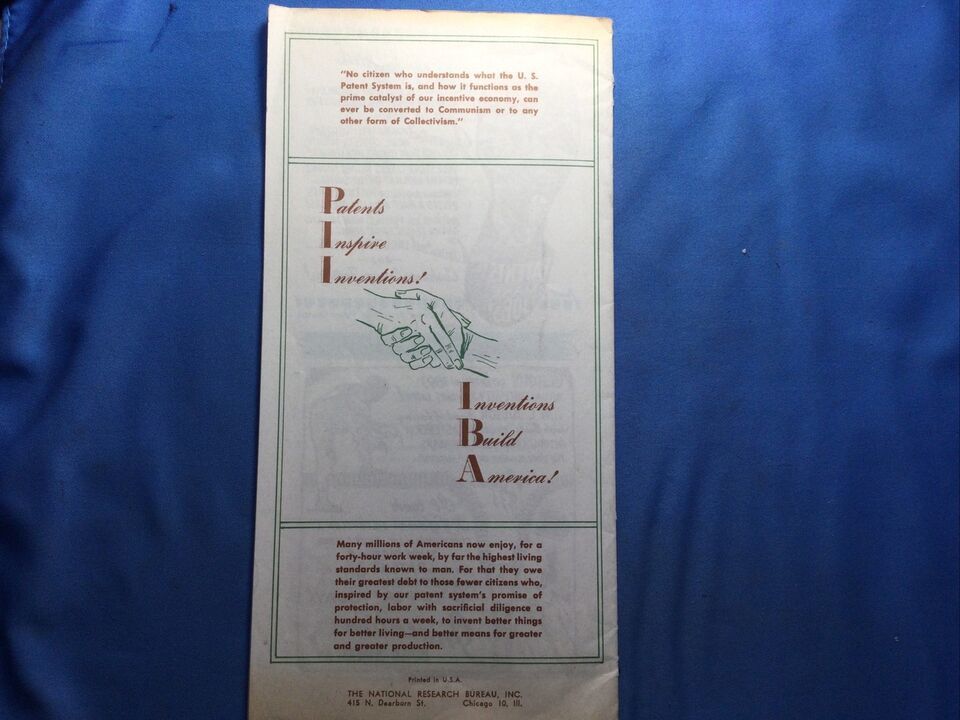 "No citizen who understands what the U. S.
Patent System is, and how it functions as the
prime catalyst of our incentive economy, can
ever be converted to Communism or to any
other form of Collectivism."
Patents
Inspire
Inventions!
Inventions
Build
America!
Many millions of Americans now enjoy, for a
forty-hour work week, by far the highest living
standards known to man. For that they owe
their greatest debt to those fewer citizens who,
inspired by our patent system's promise of
protection, labor with sacrificial diligence a
hundred hours a week, to invent better things
for better living—and better means for greater
and greater production.
Printed in U.S.A.
THE NATIONAL RESEARCH BUREAU, INC.
415 N. Dearborn St. Chicago 10, Ill.